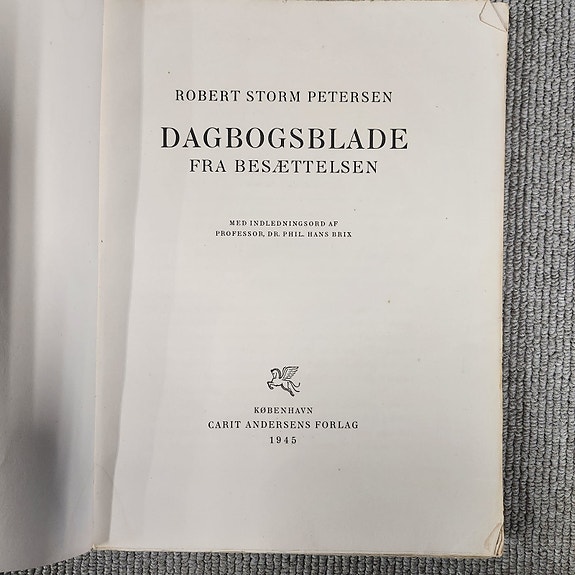 ROBERT STORM PETERSEN
DAGBOGSBLADE
FRA BESÆTTELSEN
MED INDLEDNINGSORD AF
PROFESSOR, DR. PHIL. HANS BRIX
KØBENHAVN
CARIT ANDERSENS FORLAG
1945